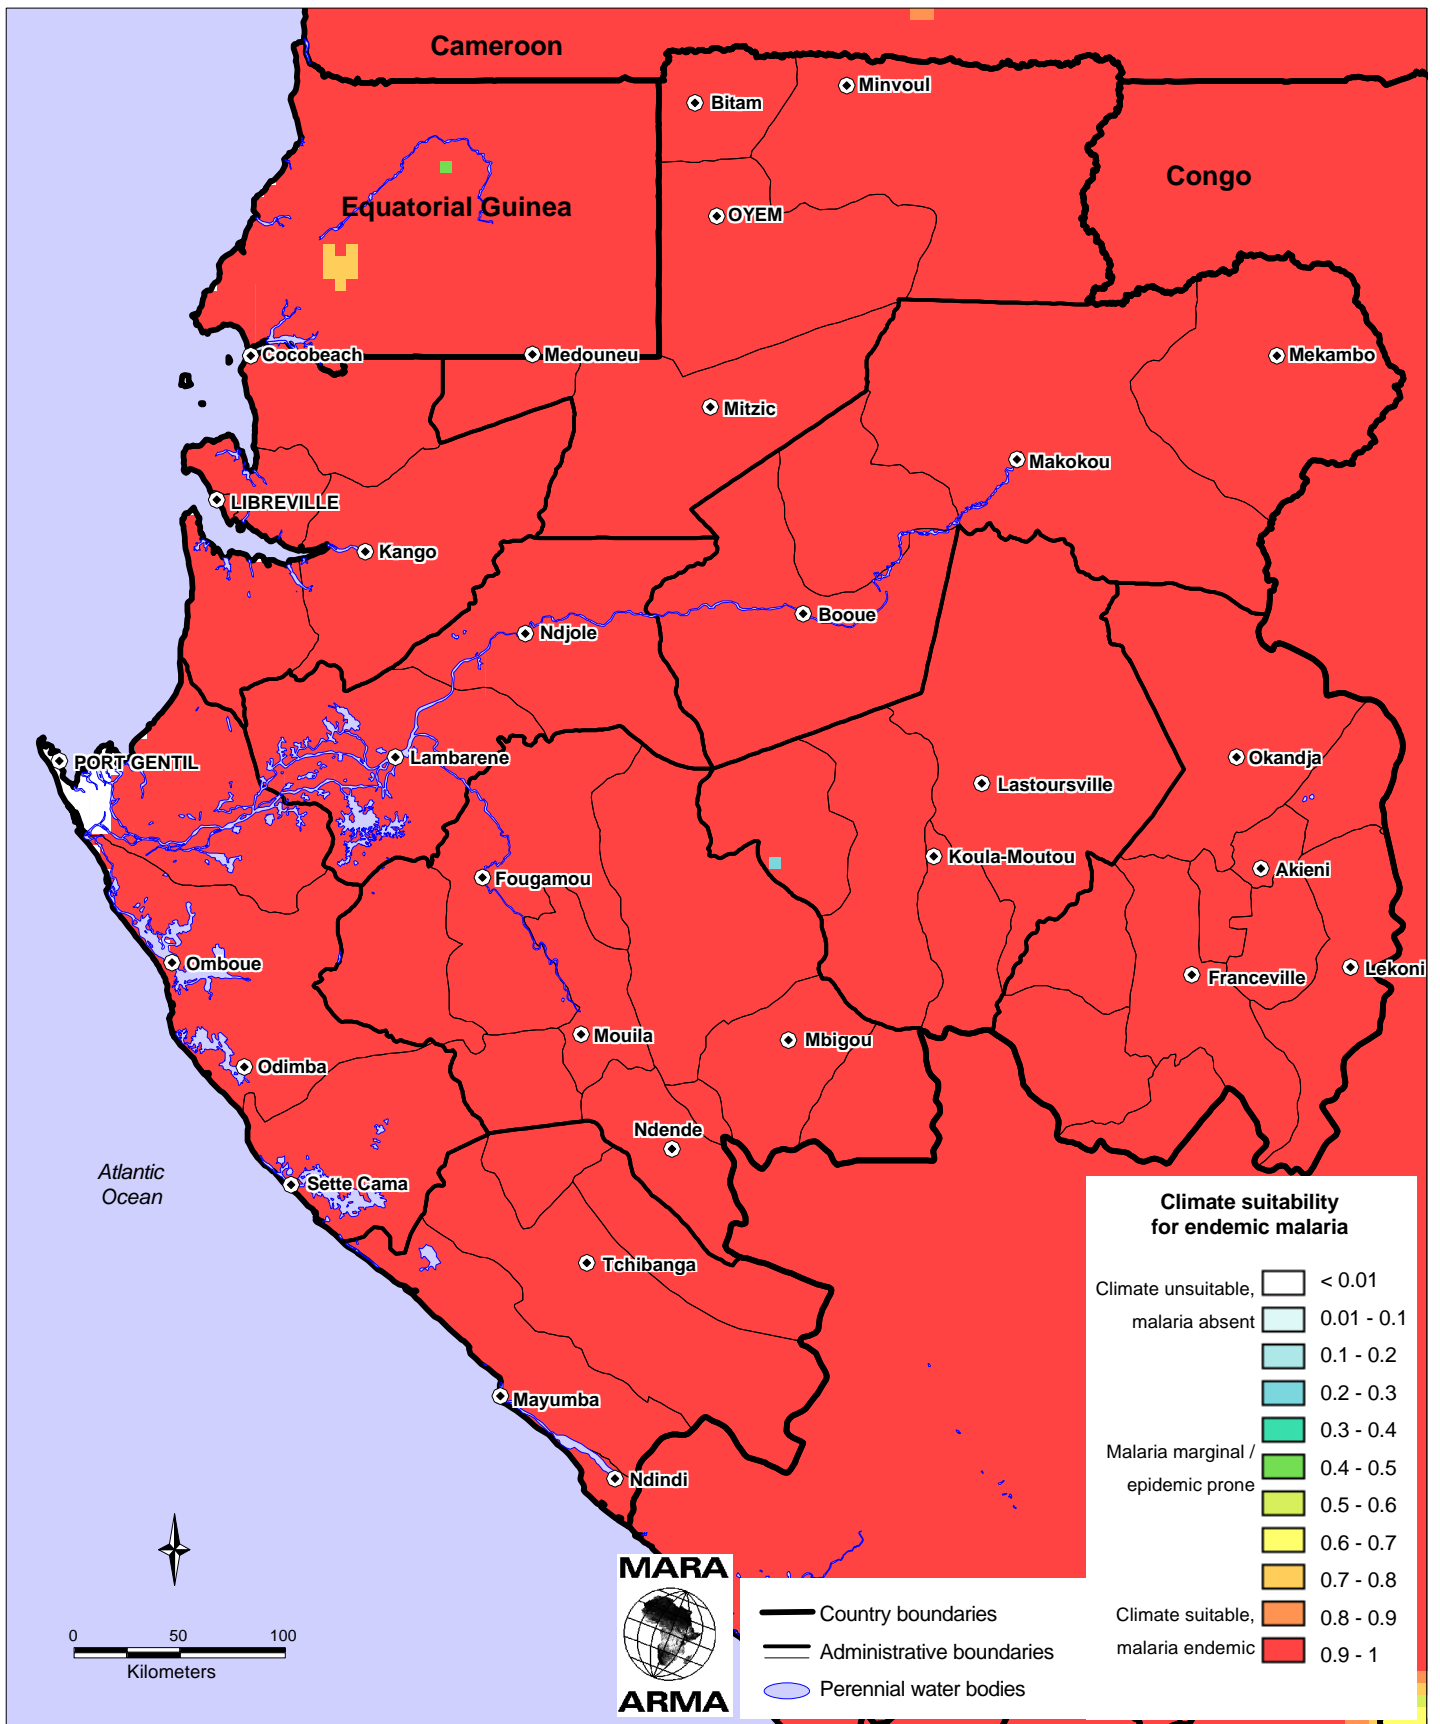 Cameroon
Minvoul
Bitam
Congo
Equatorial Guinea
OYEM
Cocobeach
Medouneu
Mekambo
Mitzic
Makokou
LIBREVILLE
Kango
Booue
Ndjole
PORT GENTIL
Lambarene
Okandja
Lastoursville
Koula-Moutou
Akieni
Fougamou
Omboue
Lekoni
Franceville
Mouila
Mbigou
Odimba
Ndende
Atlantic
Ocean
Sette Cama
Tchibanga
Mayumba
Ndindi
Climate suitability
for endemic malaria
Climate unsuitable,
malaria absent
< 0.01
0.01 - 0.1
0.1 - 0.2
0.2 - 0.3
0.3 - 0.4
Malaria marginal /
epidemic prone
0.4 - 0.5
0.5 - 0.6
0.6 - 0.7
0.7 - 0.8
Climate suitable,
malaria endemic
0.8 - 0.9
0.9 - 1
0 50 100
Kilometers
MARA
ARMA
Country boundaries
Administrative boundaries
Perennial water bodies